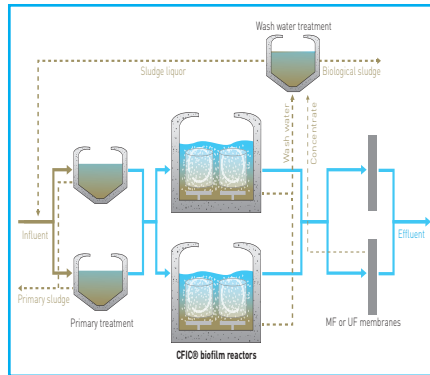 Wash water treatment
Sludge liquor
Biological sludge
Wash water
Concentrate
Influent
Effluent
Primary sludge
Primary treatment
MF or UF membranes
CFIC® biofilm reactors